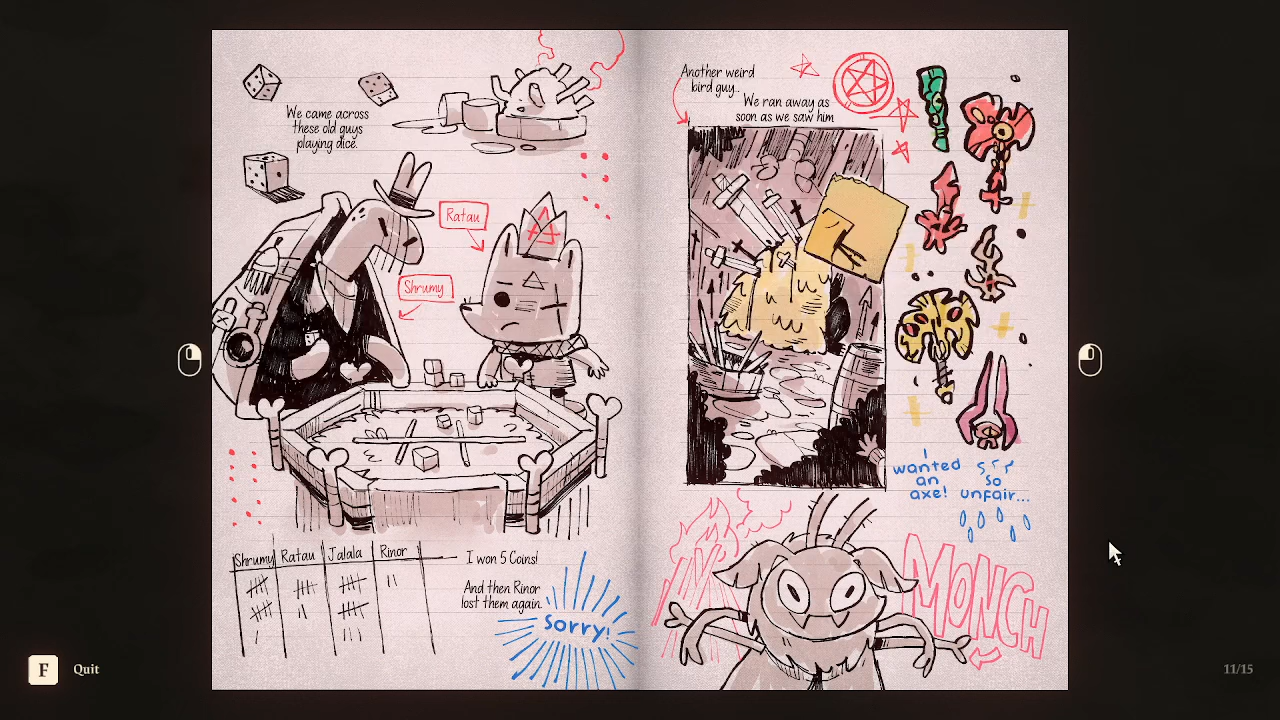 We came across
these old guys
playing dice.
Ratau
Shrumy
Shrumy Ratau Jalala Rinor
I won 5 Coins!
And then Rinor
lost them again.
Sorry!
Another weird
bird guy..
We ran away as
soon as we saw him
I
wanted
an
axe!
So
unfair...
MONCH
F Quit
11/15